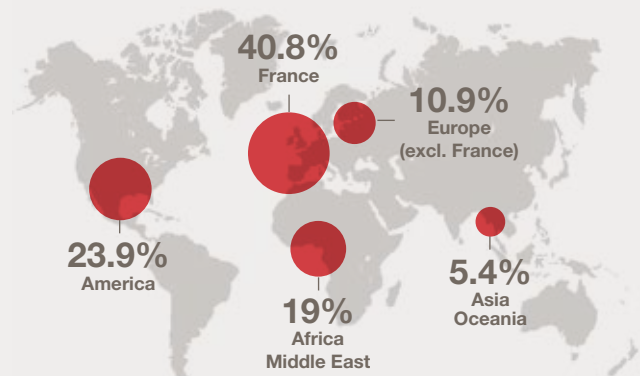 40.8%
France
10.9%
Europe
(excl. France)
23.9%
America
19%
Africa
Middle East
5.4%
Asia
Oceania